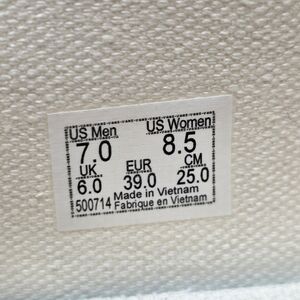 US Men US Women
7.0 8.5
UK EUR CM
6.0 39.0 25.0
Made in Vietnam
500714 Fabrique en Vietnam